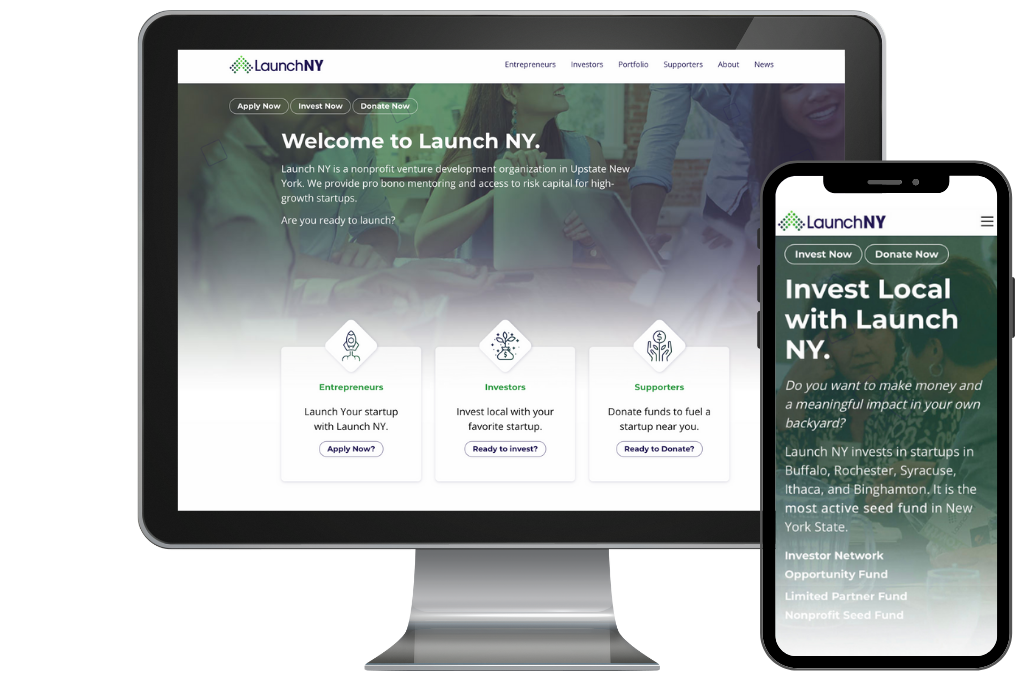 LaunchNY
Entrepreneurs Investors Portfolio Supporters About News
Apply Now Invest Now Donate Now
Welcome to Launch NY.
Launch NY is a nonprofit venture development organization in Upstate New
York. We provide pro bono mentoring and access to risk capital for high-
growth startups.
Are you ready to launch?
Entrepreneurs
Launch Your startup
with Launch NY.
Apply Now?
Investors
Invest local with your
favorite startup.
Ready to invest?
Supporters
Donate funds to fuel a
startup near you.
Ready to Donate?
LaunchNY
Invest Now Donate Now
Invest Local
with Launch
NY.
Do you want to make money and
a meaningful impact in your own
backyard?
Launch NY invests in startups in
Buffalo, Rochester, Syracuse,
Ithaca, and Binghamton. It is the
most active seed fund in New
York State.
Investor Network
Opportunity Fund
Limited Partner Fund
Nonprofit Seed Fund